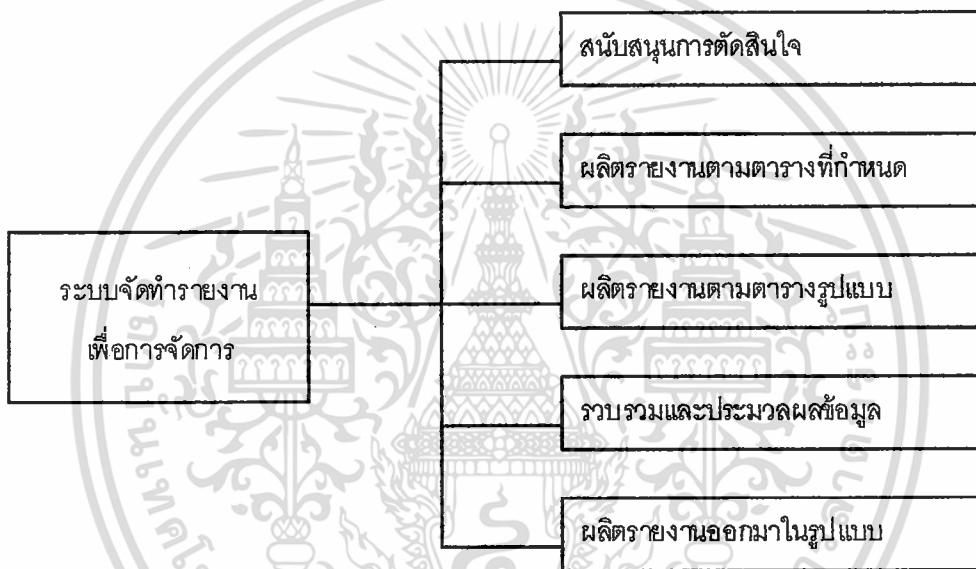 สนับสนุนการตัดสินใจ
ผลิตรายงานตามตารางที่กำหนด
ระบบจัดทำรายงาน
เพื่อการจัดการ
ผลิตรายงานตามตารางรูปแบบ
รวบรวมและประมวลผลข้อมูล
ผลิตรายงานออกมาในรูปแบบ